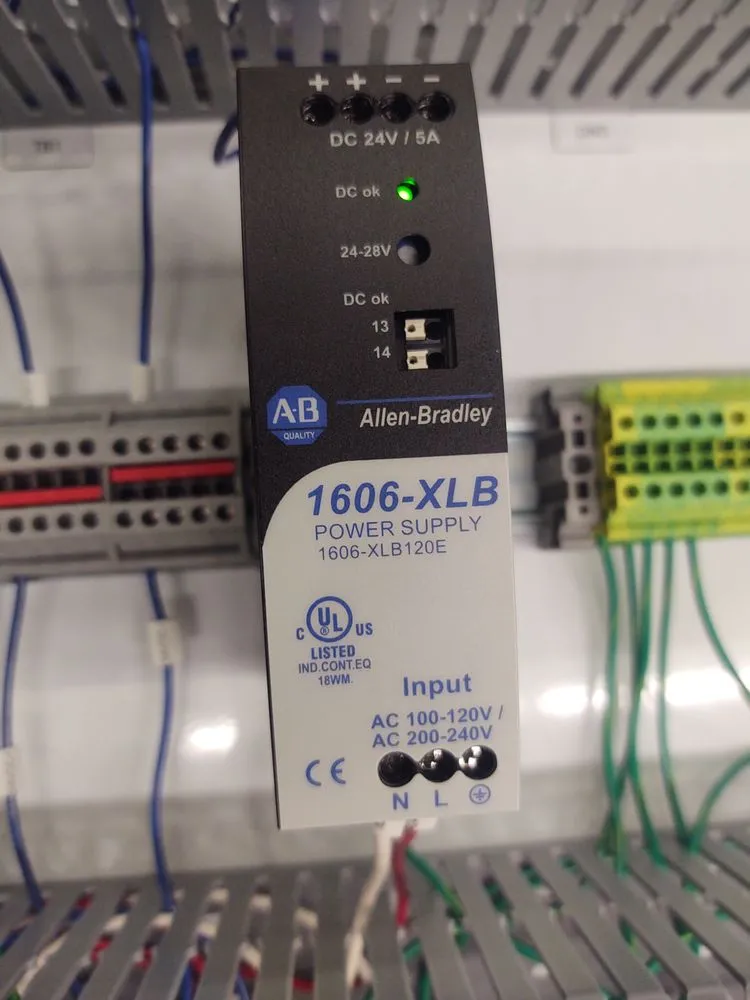 + + - -
DC 24V / 5A
DC ok
24-28V
DC ok
13
14
A·B
QUALITY
Allen-Bradley
1606-XLB
POWER SUPPLY
1606-XLB120E
C UL ® US
LISTED
IND.CONT.EQ
18WM.
Input
AC 100-120V /
AC 200-240V
CE
N L
TB1